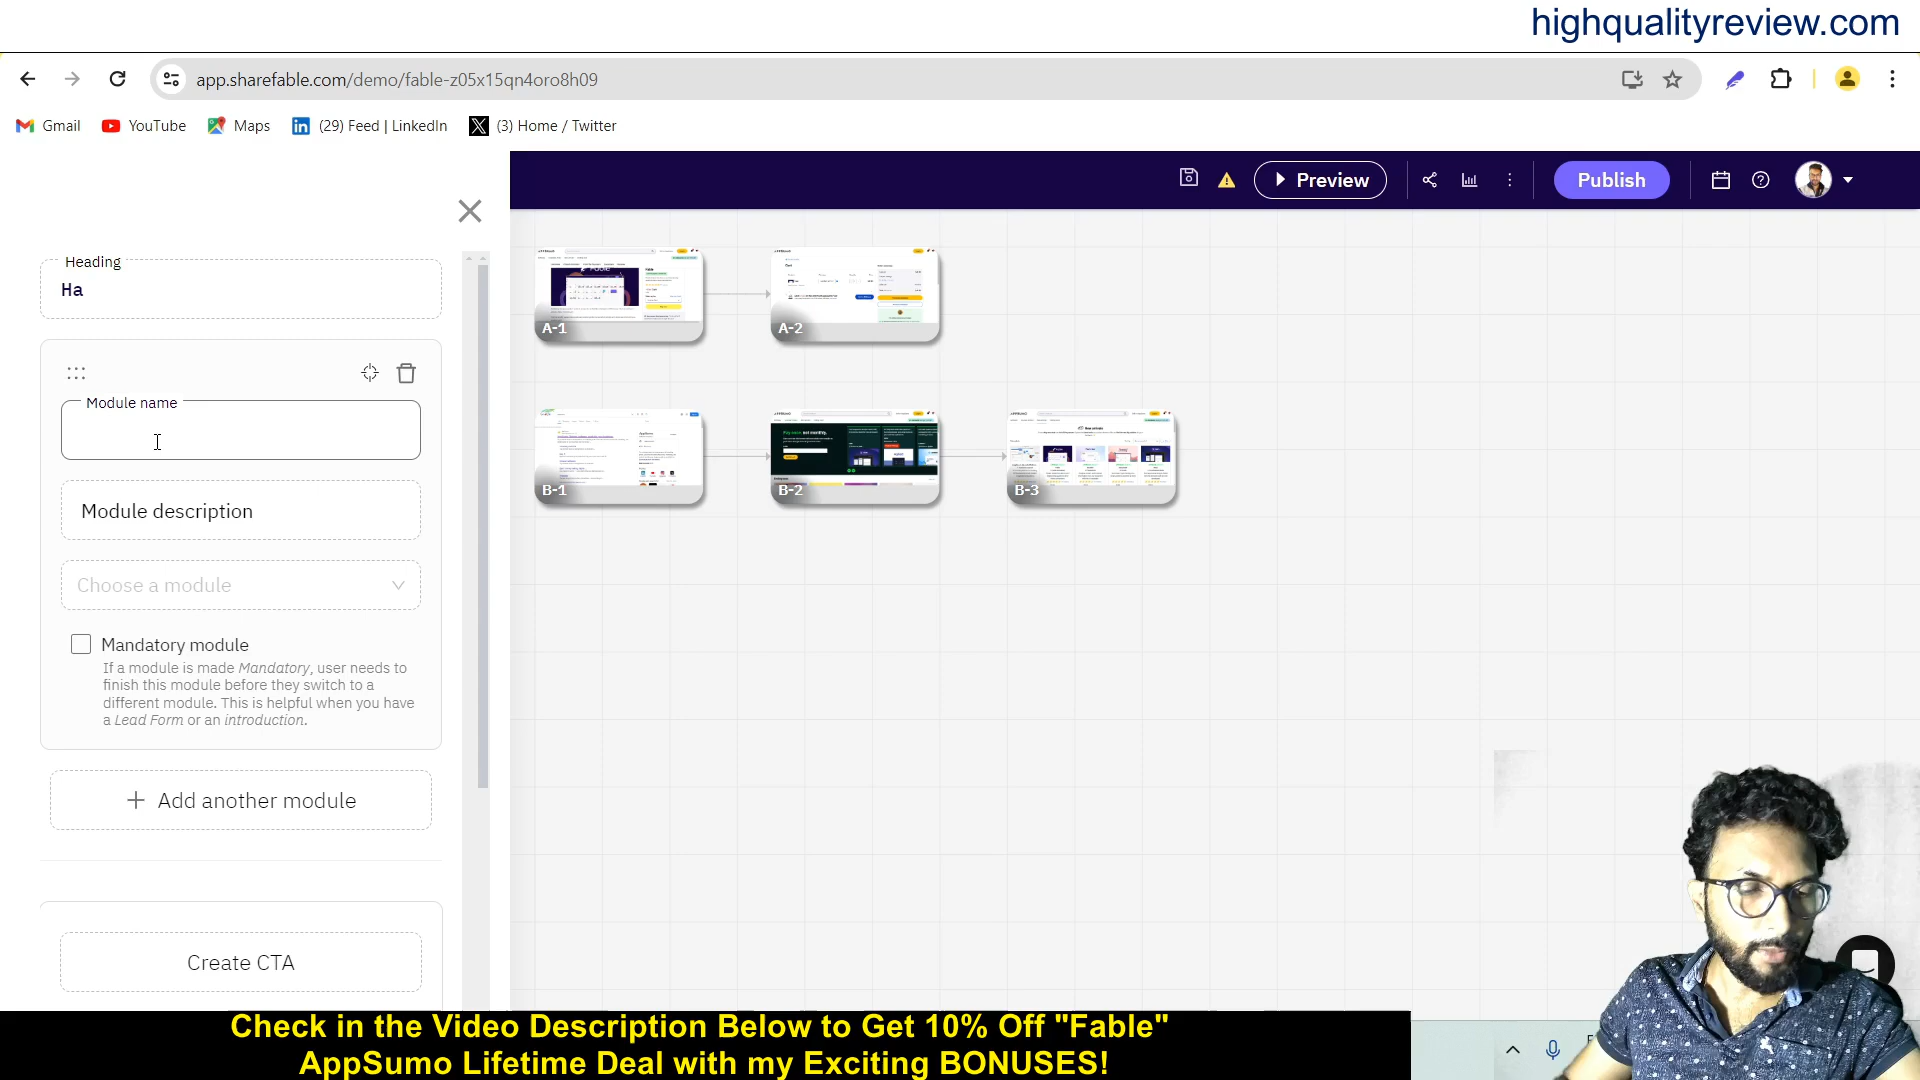 highqualityreview.com
app.sharefable.com/demo/fable-z05x15qn4oro8h09
Gmail
YouTube
Maps
(29) Feed | LinkedIn
(3) Home / Twitter
Preview
Publish
Heading
Ha
Module name
Module description
Choose a module
Mandatory module
If a module is made Mandatory, user needs to
finish this module before they switch to a
different module. This is helpful when you have
a Lead Form or an introduction.
Add another module
Create CTA
A-1
A-2
B-1
B-2
B-3
Check in the Video Description Below to Get 10% Off "Fable"
AppSumo Lifetime Deal with my Exciting BONUSES!